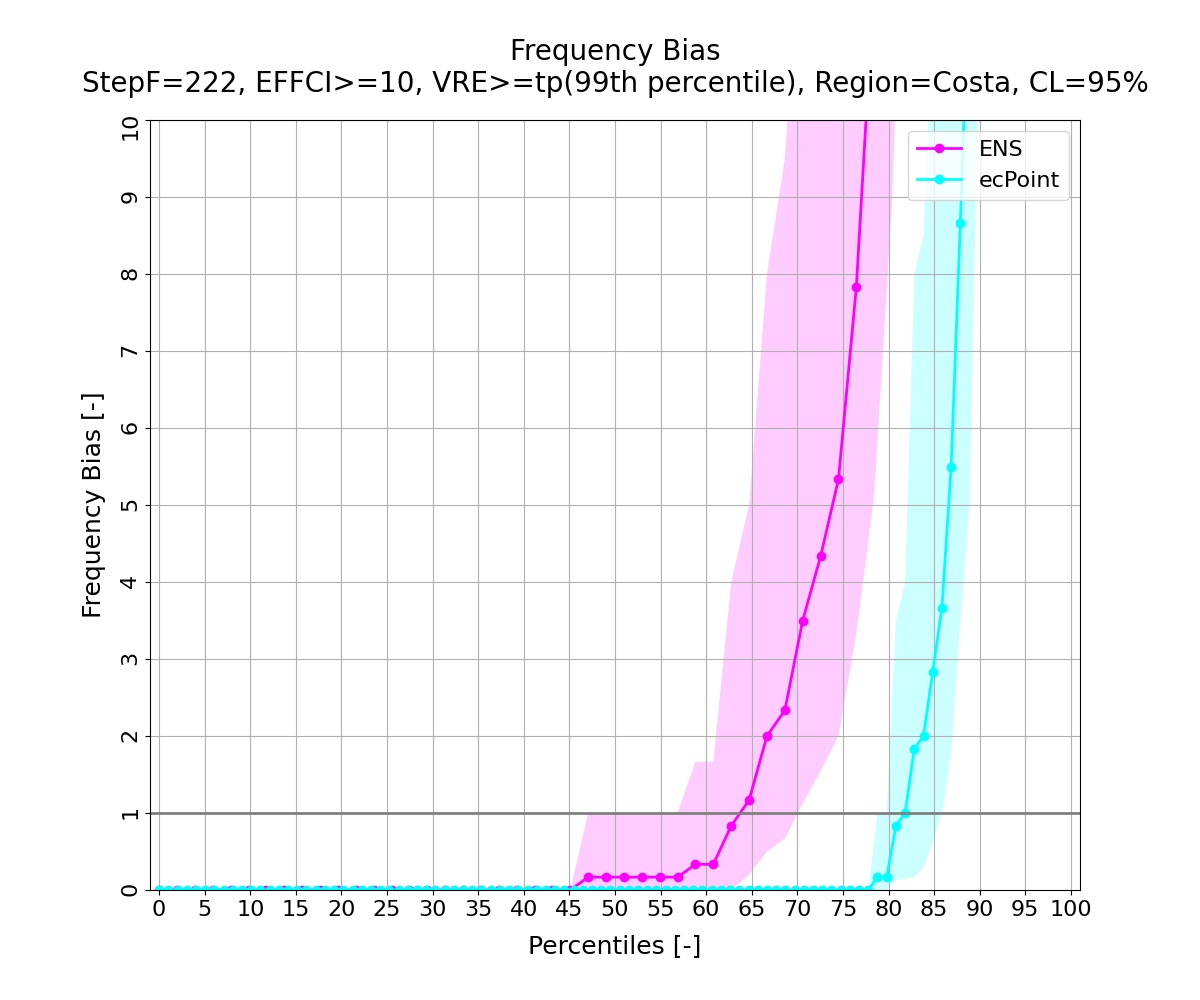 Frequency Bias
StepF=222, EFFCI>=10, VRE>=tp(99th percentile), Region=Costa, CL=95%
ENS
ecPoint
Frequency Bias [-]
10
9
8
7
6
5
4
3
2
1
0
0 5 10 15 20 25 30 35 40 45 50 55 60 65 70 75 80 85 90 95 100
Percentiles [-]